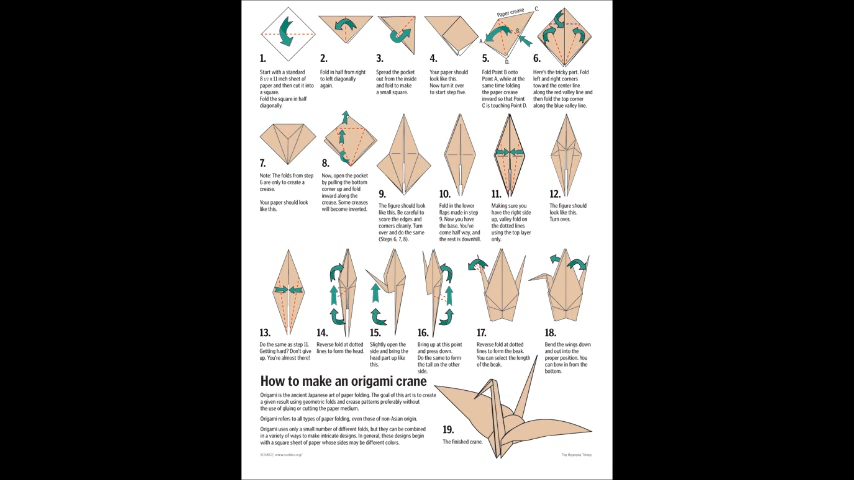 Paper crease
C.
A.
B.
D.
1.
Start with a standard
8 ½ x 11 inch sheet of
paper and then cut it into
a square.
Fold the square in half
diagonally.
2.
Fold in half from right
to left diagonally
again.
3.
Spread the pocket
out from the inside
and fold to make
a small square.
4.
Your paper should
look like this.
Now turn it over
to start step five.
5.
Fold Point B onto
Point A, while at the
same time folding
the paper crease
inward so that Point
C is touching Point D.
6.
Here's the tricky part. Fold
left and right corners
toward the center line
along the red valley line and
then fold the top corner
along the blue valley line.
7.
Note: The folds from step
6 are only to create a
crease.
Your paper should look
like this.
8.
Now, open the pocket
by pulling the bottom
corner up and fold
inward along the
crease. Some creases
will become inverted.
9.
The figure should look
like this. Be careful to
score the edges and
corners cleanly. Turn
over and do the same
(Steps 6, 7, 8).
10.
Fold in the lower
flaps made in step
9. Now you have
the base. You've
come half way, and
the rest is downhill.
11.
Making sure you
have the right side
up, valley fold on
the dotted lines
using the top layer
only.
12.
The figure should
look like this.
Turn over.
13.
Do the same as step 11.
Getting hard? Don't give
up. You're almost there!
14.
Reverse fold at dotted
lines to form the head.
15.
Slightly open the
side and bring the
head part up like
this.
16.
Bring up at this point
and press down.
Do the same to form
the tail on the other
side.
17.
Reverse fold at dotted
lines to form the beak.
You can select the length
of the beak.
18.
Bend the wings down
and out into the
proper position. You
can blow in from the
bottom.
How to make an origami crane
Origami is the ancient Japanese art of paper folding. The goal of this art is to create
a given result using geometric folds and crease patterns preferably without
the use of gluing or cutting the paper medium.
Origami refers to all types of paper folding, even those of non-Asian origin.
Origami uses only a small number of different folds, but they can be combined
in a variety of ways to make intricate designs. In general, these designs begin
with a square sheet of paper whose sides may be different colors.
19.
The finished crane.